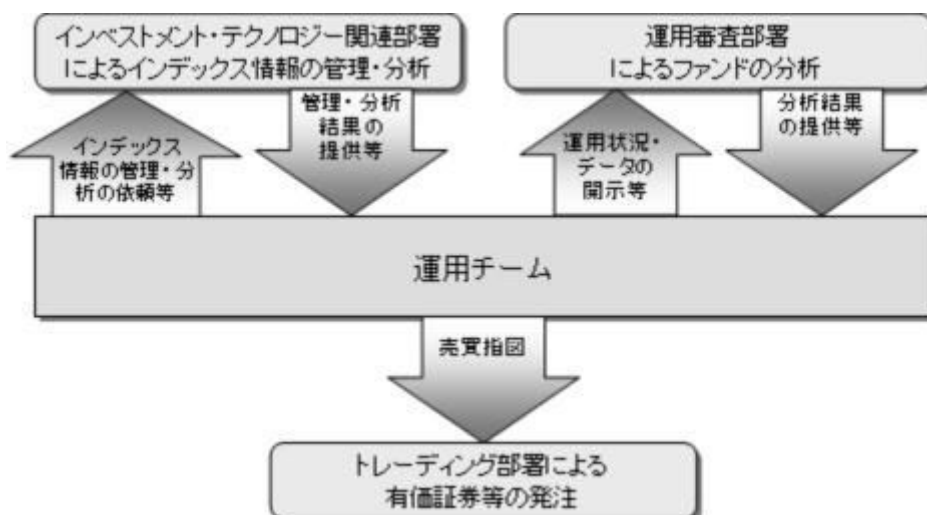 インベストメント・テクノロジー関連部署
によるインデックス情報の管理・分析
運用審査部署
によるファンドの分析
インデックス
情報の管理・分
析の依頼等
管理・分析
結果の
提供等
運用状況・
データの
開示等
分析結果
の提供等
運用チーム
売買指図
トレーディング部署による
有価証券等の発注